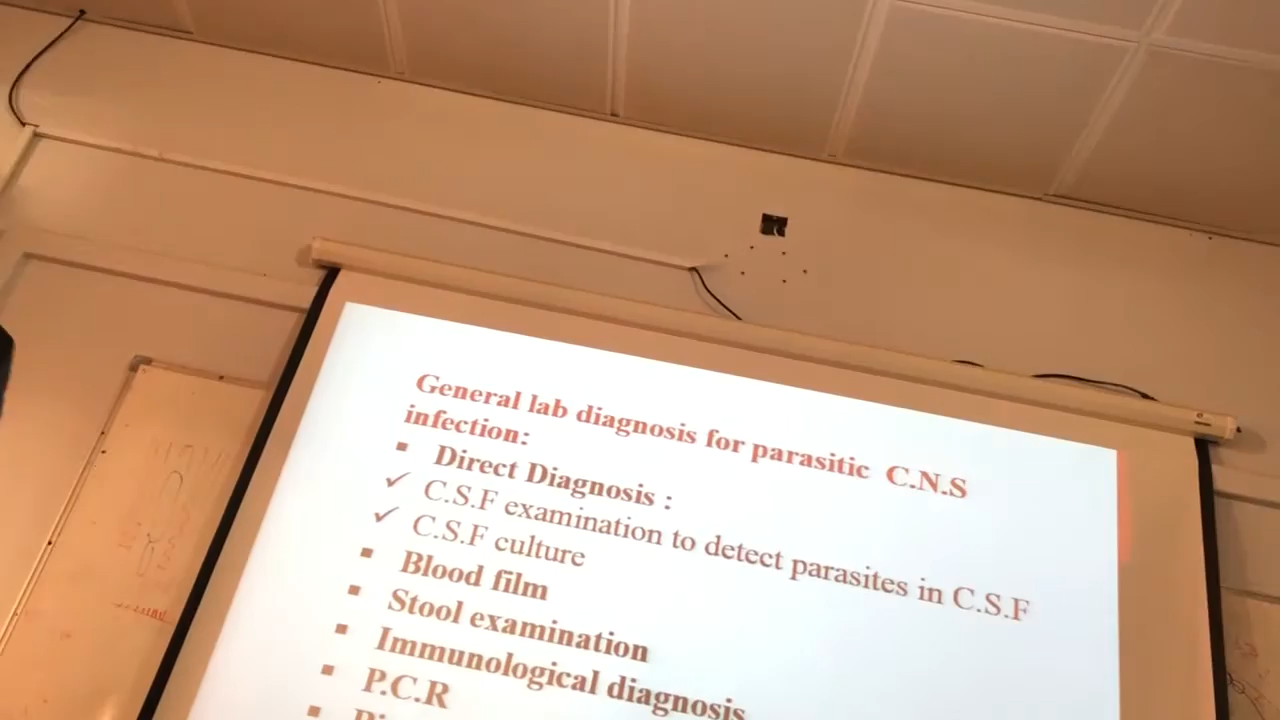 General lab diagnosis for parasitic C.N.S
infection:
▪ Direct Diagnosis :
✓ C.S.F examination to detect parasites in C.S.F
✓ C.S.F culture
▪ Blood film
▪ Stool examination
▪ Immunological diagnosis
▪ P.C.R